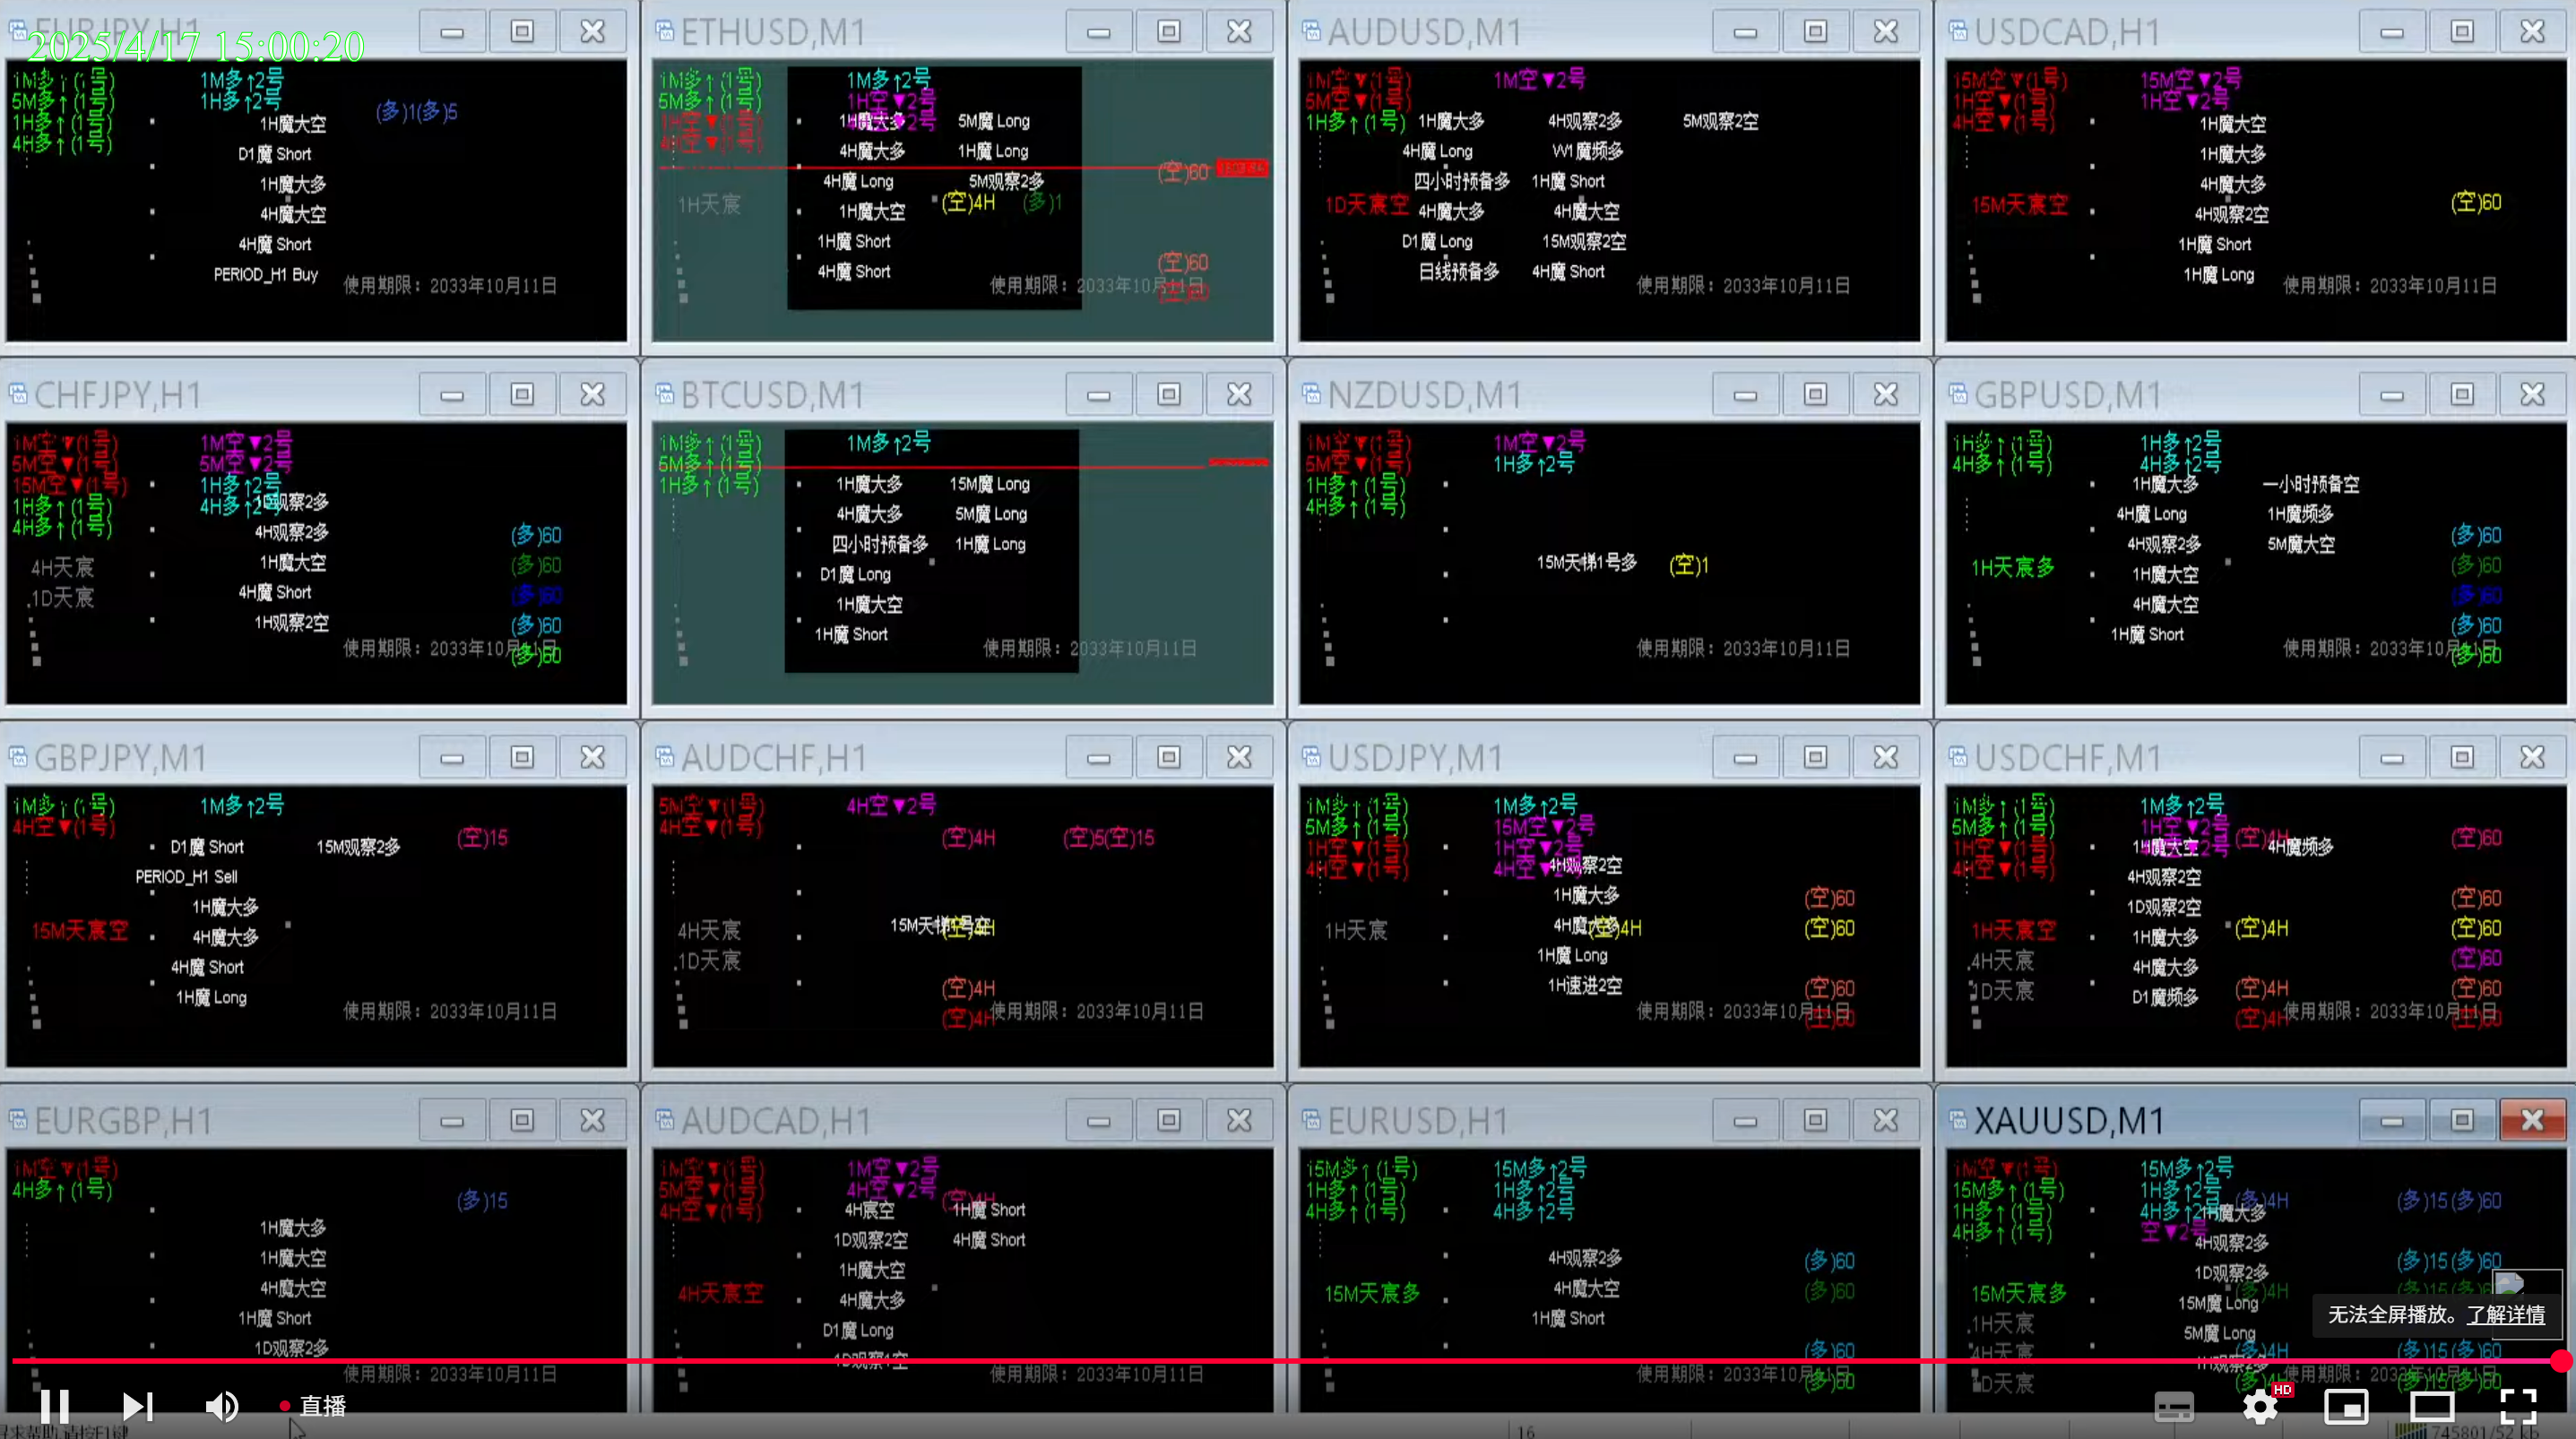 EURJPY,H1
2025/4/17 15:00:20
1M多↑(1号)
5M多↑(1号)
1H多↑(1号)
4H多↑(1号)
1M多↑2号
1H多↑2号
(多)1(多)5
1H魔大空
D1魔 Short
1H魔大多
4H魔大空
4H魔 Short
PERIOD_H1 Buy
使用期限：2033年10月11日
ETHUSD,M1
1M多↑(1号)
5M多↑(1号)
1H空▼(1号)
4H空▼(1号)
1M多↑2号
1H空▼2号
1H魔大多
4H魔大多
4H魔 Long
1H魔大空
1H魔 Short
4H魔 Short
5M魔 Long
1H魔 Long
5M观察2多
(空)4H
(多)1
1H天宸
(空)60
(空)60
(空)60
使用期限：2033年10月11日
AUDUSD,M1
1M空▼(1号)
5M空▼(1号)
1H多↑(1号)
1M空▼2号
1H魔大多
4H魔 Long
四小时预备多
4H魔大多
D1魔 Long
日线预备多
4H观察2多
W1魔频多
1H魔 Short
4H魔大空
15M观察2空
4H魔 Short
5M观察2空
1D天宸空
使用期限：2033年10月11日
USDCAD,H1
15M空▼(1号)
1H空▼(1号)
4H空▼(1号)
15M空▼2号
1H空▼2号
1H魔大空
1H魔大多
4H魔大多
4H观察2空
1H魔 Short
1H魔 Long
15M天宸空
(空)60
使用期限：2033年10月11日
CHFJPY,H1
1M空▼(1号)
5M空▼(1号)
15M空▼(1号)
1H多↑(1号)
4H多↑(1号)
1M空▼2号
5M空▼2号
1H多↑2号
4H多↑2号
观察2多
4H观察2多
1H魔大空
4H魔 Short
1H观察2空
4H天宸
1D天宸
(多)60
(多)60
(多)60
(多)60
(多)60
使用期限：2033年10月11日
BTCUSD,M1
1M多↑(1号)
5M多↑(1号)
1H多↑(1号)
1M多↑2号
1H魔大多
4H魔大多
四小时预备多
D1魔 Long
1H魔大空
1H魔 Short
15M魔 Long
5M魔 Long
1H魔 Long
使用期限：2033年10月11日
NZDUSD,M1
1M空▼(1号)
5M空▼(1号)
1H多↑(1号)
4H多↑(1号)
1M空▼2号
1H多↑2号
15M天梯1号多
(空)1
使用期限：2033年10月11日
GBPUSD,M1
1H多↑(1号)
4H多↑(1号)
1H多↑2号
4H多↑2号
1H魔大多
4H魔 Long
4H观察2多
1H魔大空
4H魔大空
1H魔 Short
一小时预备空
1H魔频多
5M魔大空
1H天宸多
(多)60
(多)60
(多)60
(多)60
(多)60
使用期限：2033年10月11日
GBPJPY,M1
1M多↑(1号)
4H空▼(1号)
1M多↑2号
D1魔 Short
PERIOD_H1 Sell
1H魔大多
4H魔大多
4H魔 Short
1H魔 Long
15M观察2多
(空)15
15M天宸空
使用期限：2033年10月11日
AUDCHF,H1
5M空▼(1号)
4H空▼(1号)
4H空▼2号
(空)4H
(空)5(空)15
15M天梯
(空)4H
4H天宸
1D天宸
(空)4H
(空)4H
使用期限：2033年10月11日
USDJPY,M1
1M多↑(1号)
5M多↑(1号)
1H空▼(1号)
4H空▼(1号)
1M多↑2号
15M空▼2号
1H空▼2号
4H空▼2号
4H观察2空
1H魔大多
4H魔大多
(空)4H
1H魔 Long
1H速进2空
1H天宸
(空)60
(空)60
(空)60
(空)60
使用期限：2033年10月11日
USDCHF,M1
1M多↑(1号)
5M多↑(1号)
1H空▼(1号)
4H空▼(1号)
1M多↑2号
1H空▼2号
1H魔大空
4H观察2空
1D观察2空
1H魔大多
4H魔大多
D1魔频多
(空)4H
4H魔频多
(空)4H
(空)4H
(空)4H
1H天宸空
4H天宸
1D天宸
(空)60
(空)60
(空)60
(空)60
(空)60
(空)60
使用期限：2033年10月11日
EURGBP,H1
1M空▼(1号)
4H多↑(1号)
(多)15
1H魔大多
1H魔大空
4H魔大空
1H魔 Short
1D观察2多
使用期限：2033年10月11日
AUDCAD,H1
1M空▼(1号)
5M空▼(1号)
4H空▼(1号)
1M空▼2号
4H空▼2号
(空)4H
4H宸空
1D观察2空
1H魔大空
4H魔大多
D1魔 Long
1D观察1空
1H魔 Short
4H魔 Short
4H天宸空
使用期限：2033年10月11日
EURUSD,H1
15M多↑(1号)
1H多↑(1号)
4H多↑(1号)
15M多↑2号
1H多↑2号
4H多↑2号
4H观察2多
4H魔大空
1H魔 Short
15M天宸多
(多)60
(多)60
(多)60
(多)60
使用期限：2033年10月11日
XAUUSD,M1
1M空▼(1号)
15M多↑(1号)
1H多↑(1号)
4H多↑(1号)
15M多↑2号
1H多↑2号
4H多↑2号
空▼2号
(多)4H
魔大多
4H观察2多
1D观察2多
(多)4H
15M魔 Long
5M魔 Long
(多)4H
15M天宸多
1H天宸
4H天宸
1D天宸
(多)15(多)60
(多)15(多)60
(多)15(多)60
使用期限：2033年10月11日
无法全屏播放。了解详情
直播
HD
16
745801/52 kb